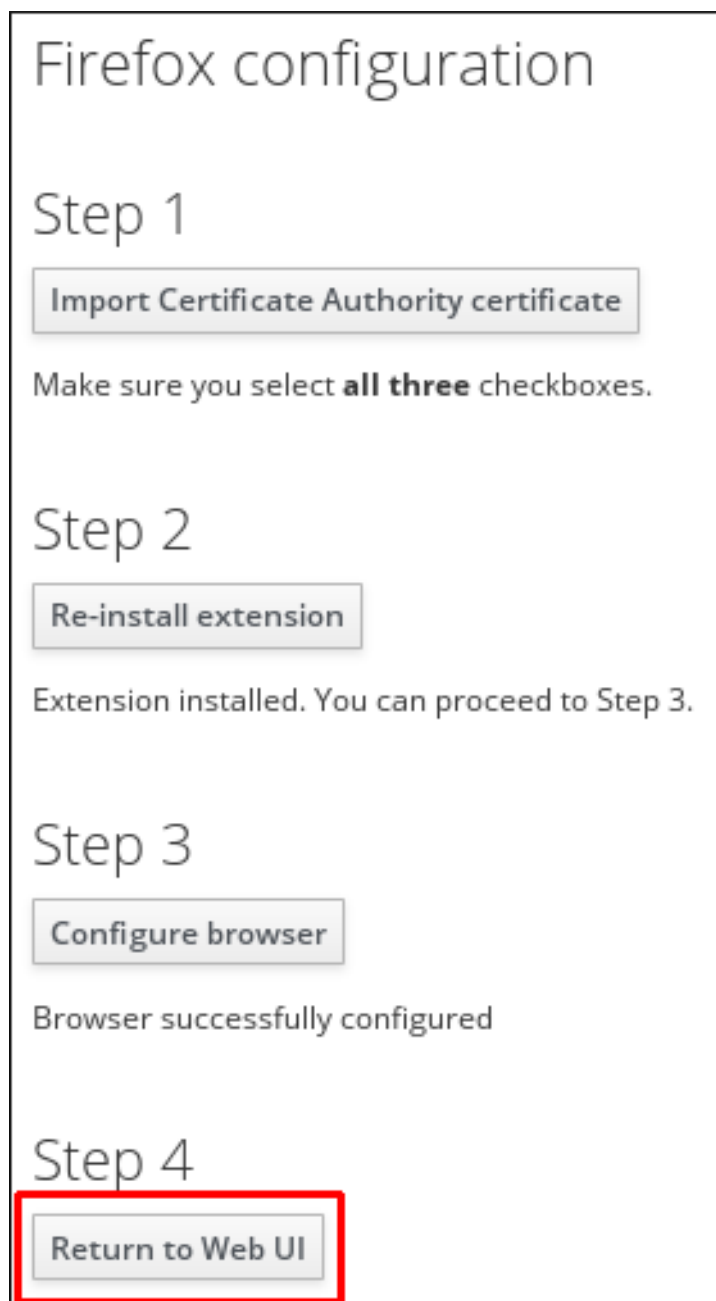 Firefox configuration
Step 1
Import Certificate Authority certificate
Make sure you select all three checkboxes.
Step 2
Re-install extension
Extension installed. You can proceed to Step 3.
Step 3
Configure browser
Browser successfully configured
Step 4
Return to Web UI